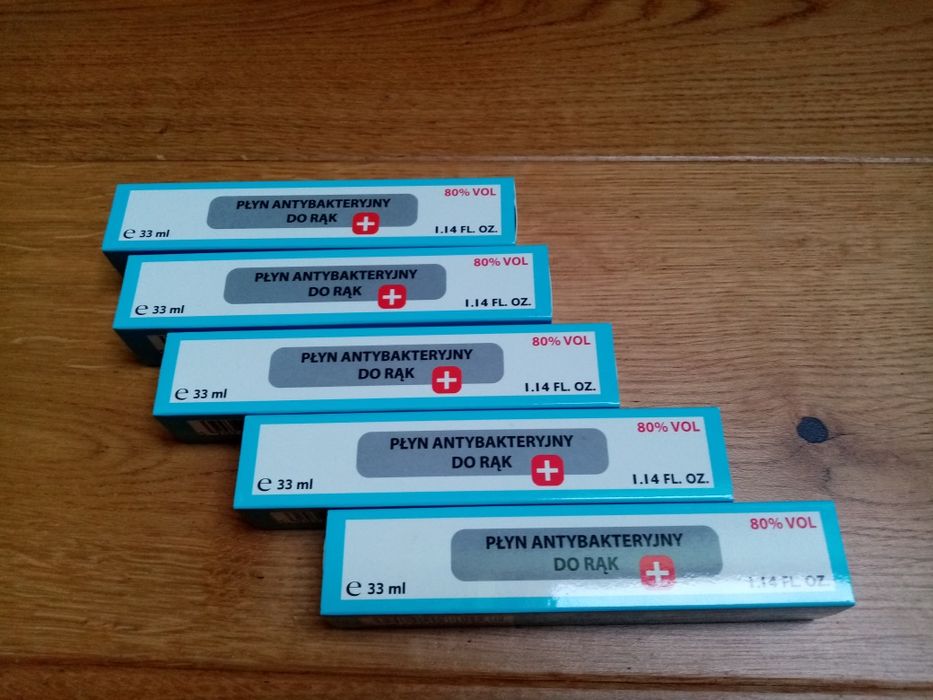 80% VOL
PŁYN ANTYBAKTERYJNY
DO RĄK
℮ 33 ml
1.14 FL. OZ.
80% VOL
PŁYN ANTYBAKTERYJNY
DO RĄK
℮ 33 ml
1.14 FL. OZ.
80% VOL
PŁYN ANTYBAKTERYJNY
DO RĄK
℮ 33 ml
1.14 FL. OZ.
80% VOL
PŁYN ANTYBAKTERYJNY
DO RĄK
℮ 33 ml
1.14 FL. OZ.
80% VOL
PŁYN ANTYBAKTERYJNY
DO RĄK
℮ 33 ml
1.14 FL. OZ.